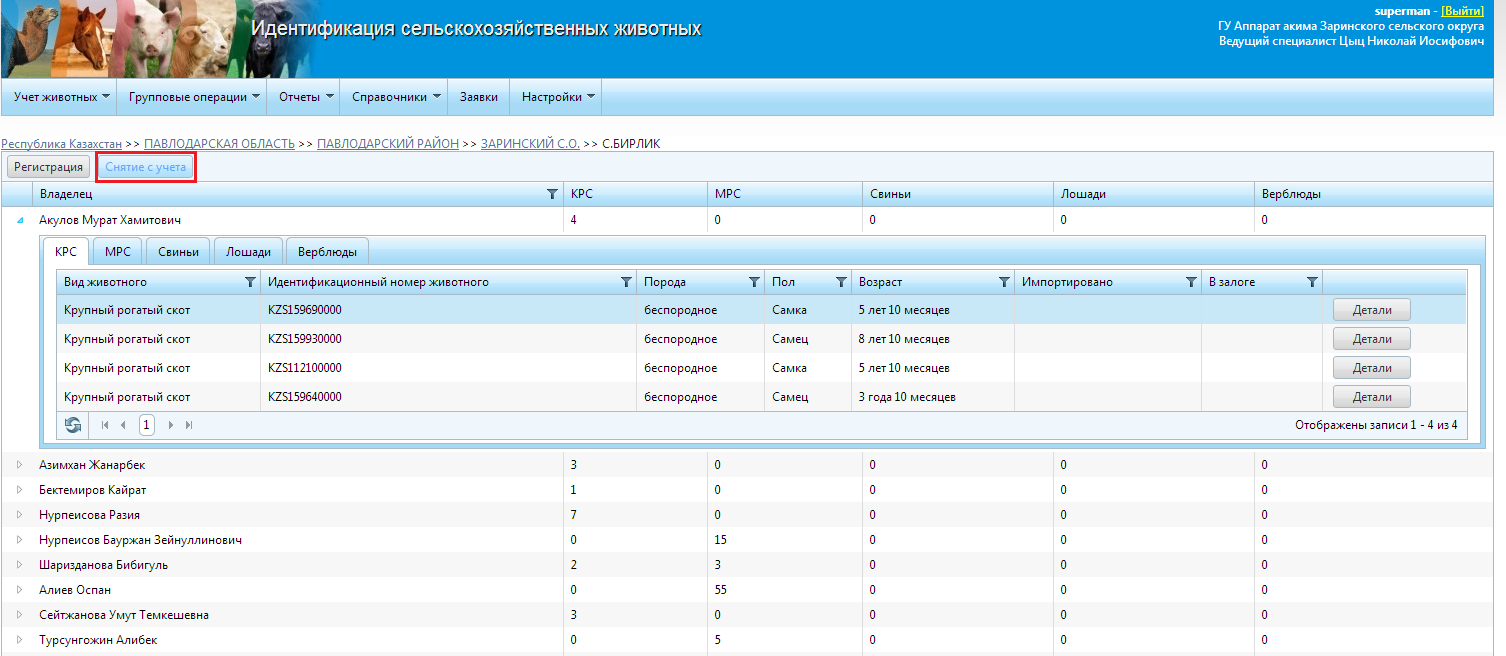 Идентификация сельскохозяйственных животных
superman - [Выйти]
ГУ Аппарат акима Заринского сельского округа
Ведущий специалист Цыц Николай Иосифович
Учет животных Групповые операции Отчеты Справочники Заявки Настройки
Республика Казахстан >> ПАВЛОДАРСКАЯ ОБЛАСТЬ >> ПАВЛОДАРСКИЙ РАЙОН >> ЗАРИНСКИЙ С.О. >> С.БИРЛИК
Регистрация Снятие с учета
Владелец КРС МРС Свиньи Лошади Верблюды
Акулов Мурат Хамитович 4 0 0 0 0
КРС МРС Свиньи Лошади Верблюды
Вид животного Идентификационный номер животного Порода Пол Возраст Импортировано В залоге
Крупный рогатый скот KZS159690000 беспородное Самка 5 лет 10 месяцев Детали
Крупный рогатый скот KZS159930000 беспородное Самец 8 лет 10 месяцев Детали
Крупный рогатый скот KZS112100000 беспородное Самка 5 лет 10 месяцев Детали
Крупный рогатый скот KZS159640000 беспородное Самец 3 года 10 месяцев Детали
1 Отображены записи 1 - 4 из 4
Азимхан Жанарбек 3 0 0 0 0
Бектемиров Кайрат 1 0 0 0 0
Нурпеисова Разия 7 0 0 0 0
Нурпеисов Бауржан Зейнуллинович 0 15 0 0 0
Шаризданова Бибигуль 2 3 0 0 0
Алиев Оспан 0 55 0 0 0
Сейтжанова Умут Темкешевна 3 0 0 0 0
Турсунгожин Алибек 0 5 0 0 0